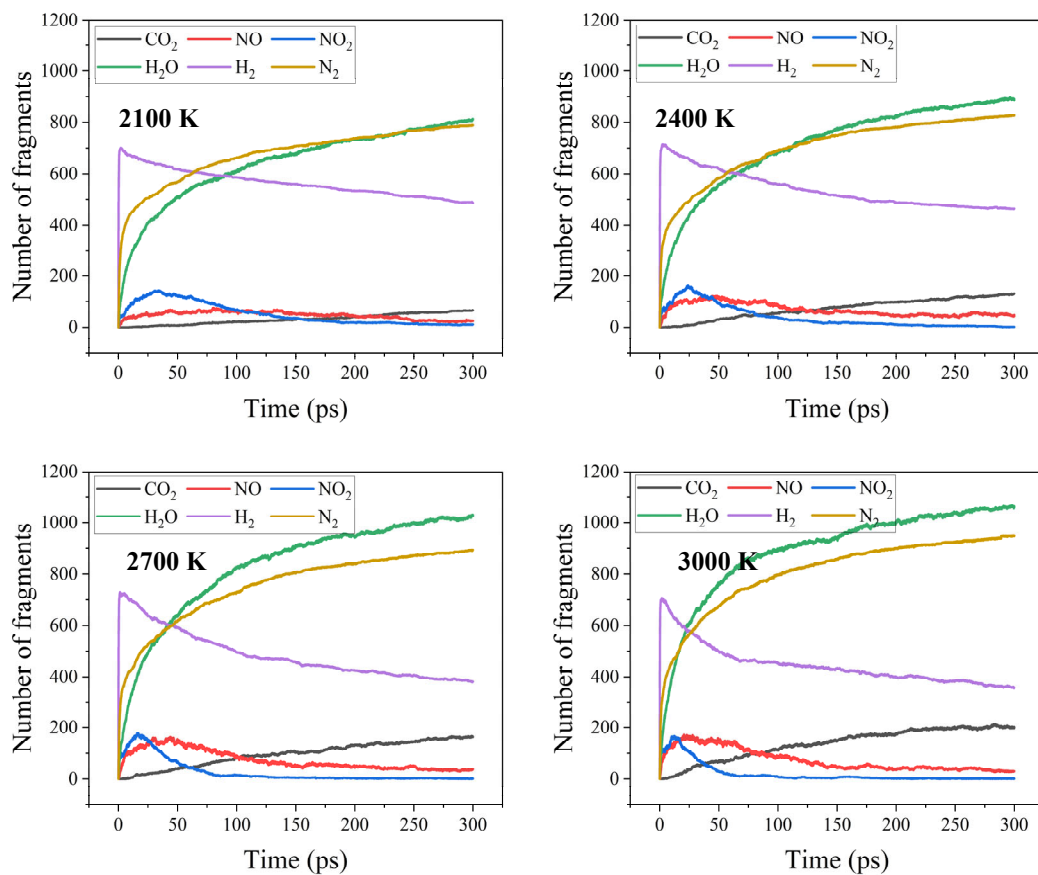 1200
1000
800
600
400
200
0
Number of fragments
CO₂ NO NO₂
H₂O H₂ N₂
2100 K
0 50 100 150 200 250 300
Time (ps)
1200
1000
800
600
400
200
0
Number of fragments
CO₂ NO NO₂
H₂O H₂ N₂
2400 K
0 50 100 150 200 250 300
Time (ps)
1200
1000
800
600
400
200
0
Number of fragments
CO₂ NO NO₂
H₂O H₂ N₂
2700 K
0 50 100 150 200 250 300
Time (ps)
1200
1000
800
600
400
200
0
Number of fragments
CO₂ NO NO₂
H₂O H₂ N₂
3000 K
0 50 100 150 200 250 300
Time (ps)